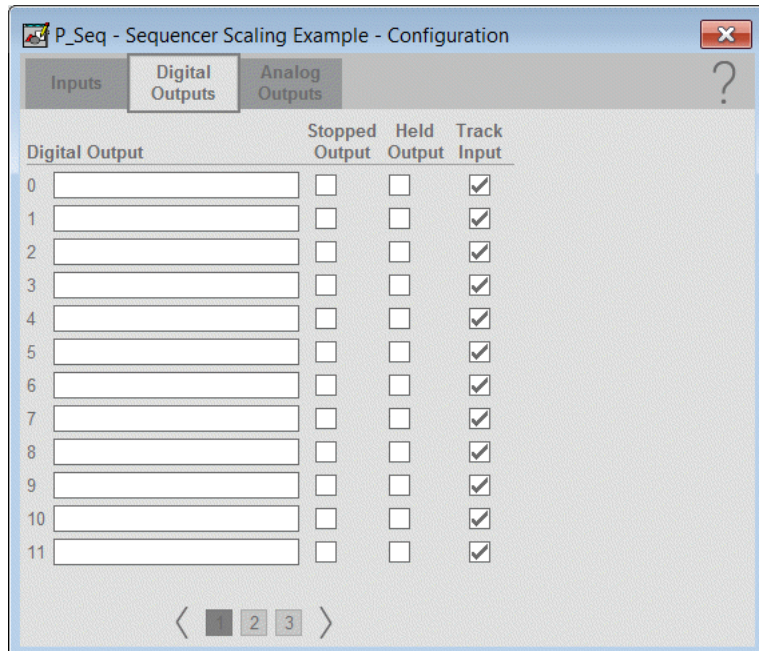 P_Seq - Sequencer Scaling Example - Configuration
Inputs
Digital
Outputs
Analog
Outputs
?
Stopped Held Track
Digital Output Output Output Input
0
1
2
3
4
5
6
7
8
9
10
11
1 2 3